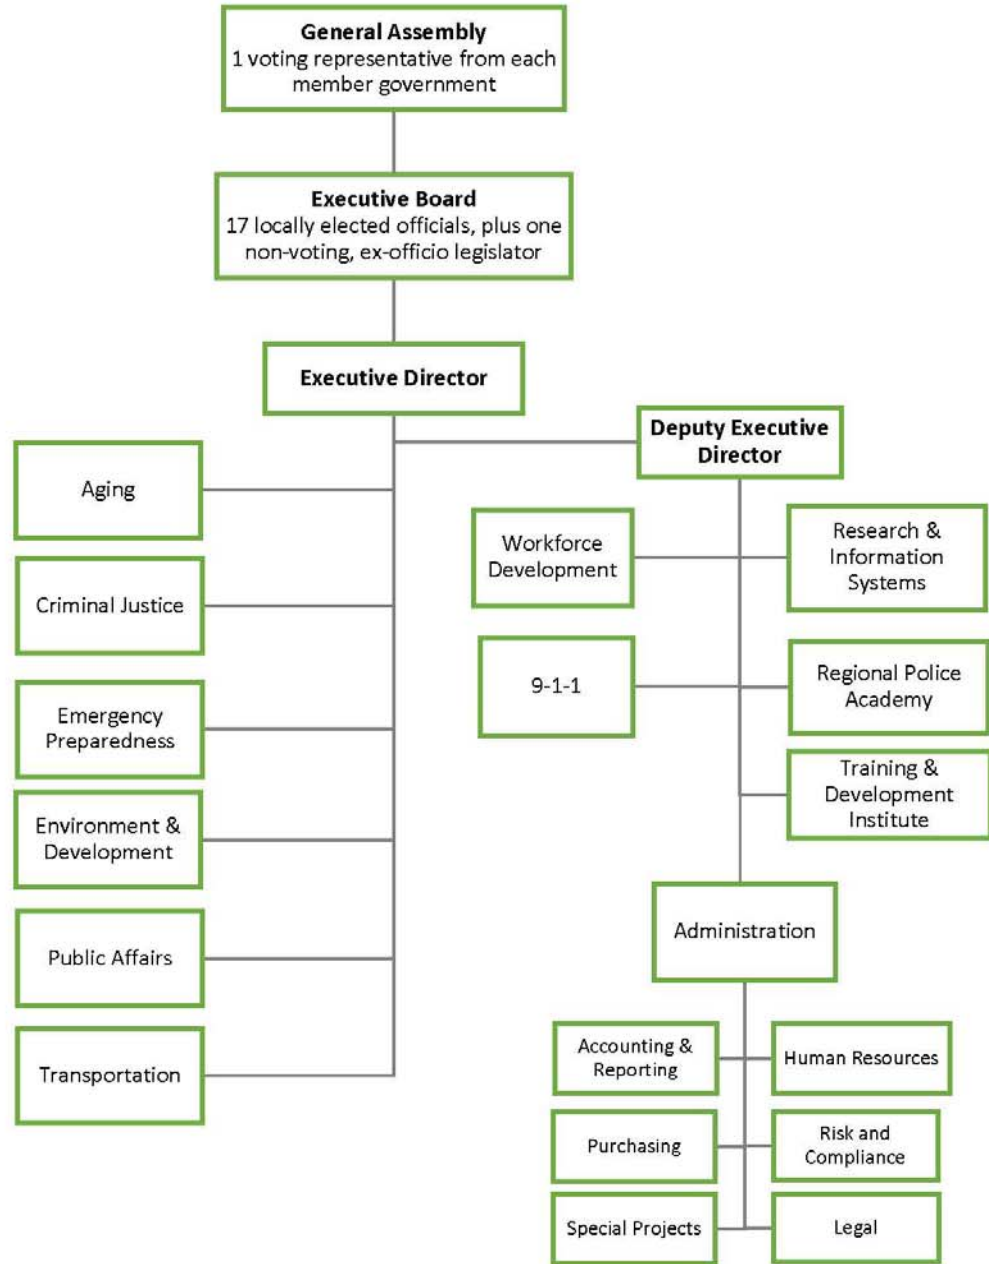 General Assembly
1 voting representative from each
member government
Executive Board
17 locally elected officials, plus one
non-voting, ex-officio legislator
Executive Director
Deputy Executive
Director
Aging
Criminal Justice
Emergency
Preparedness
Environment &
Development
Public Affairs
Transportation
Workforce
Development
Research &
Information
Systems
9-1-1
Regional Police
Academy
Training &
Development
Institute
Administration
Accounting &
Reporting
Human Resources
Purchasing
Risk and
Compliance
Special Projects
Legal